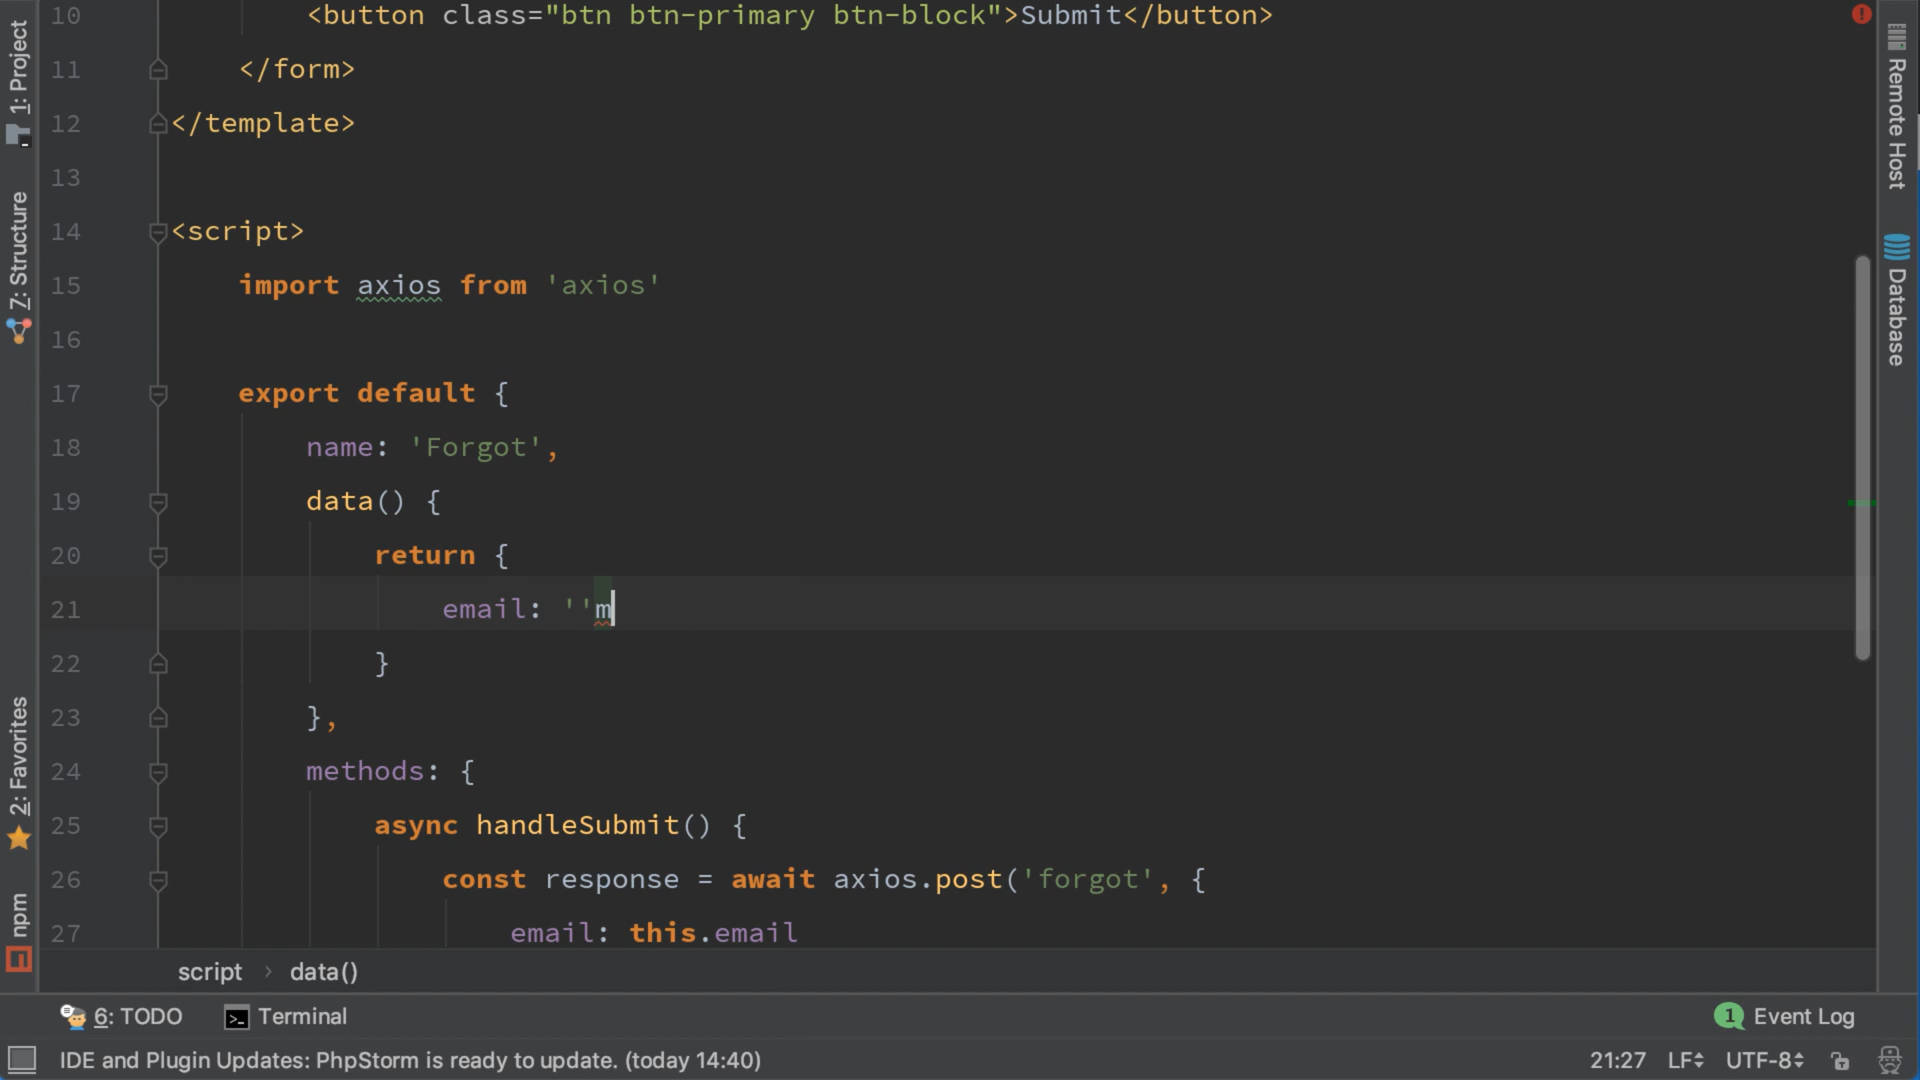 10 <button class="btn btn-primary btn-block">Submit</button>
11 </form>
12 </template>
13
14 <script>
15 import axios from 'axios'
16
17 export default {
18 name: 'Forgot',
19 data() {
20 return {
21 email: ''m
22 }
23 },
24 methods: {
25 async handleSubmit() {
26 const response = await axios.post('forgot', {
27 email: this.email
script › data()
1: Project
7: Structure
2: Favorites
npm
Remote Host
Database
6: TODO
Terminal
1 Event Log
IDE and Plugin Updates: PhpStorm is ready to update. (today 14:40)
21:27 LF UTF-8